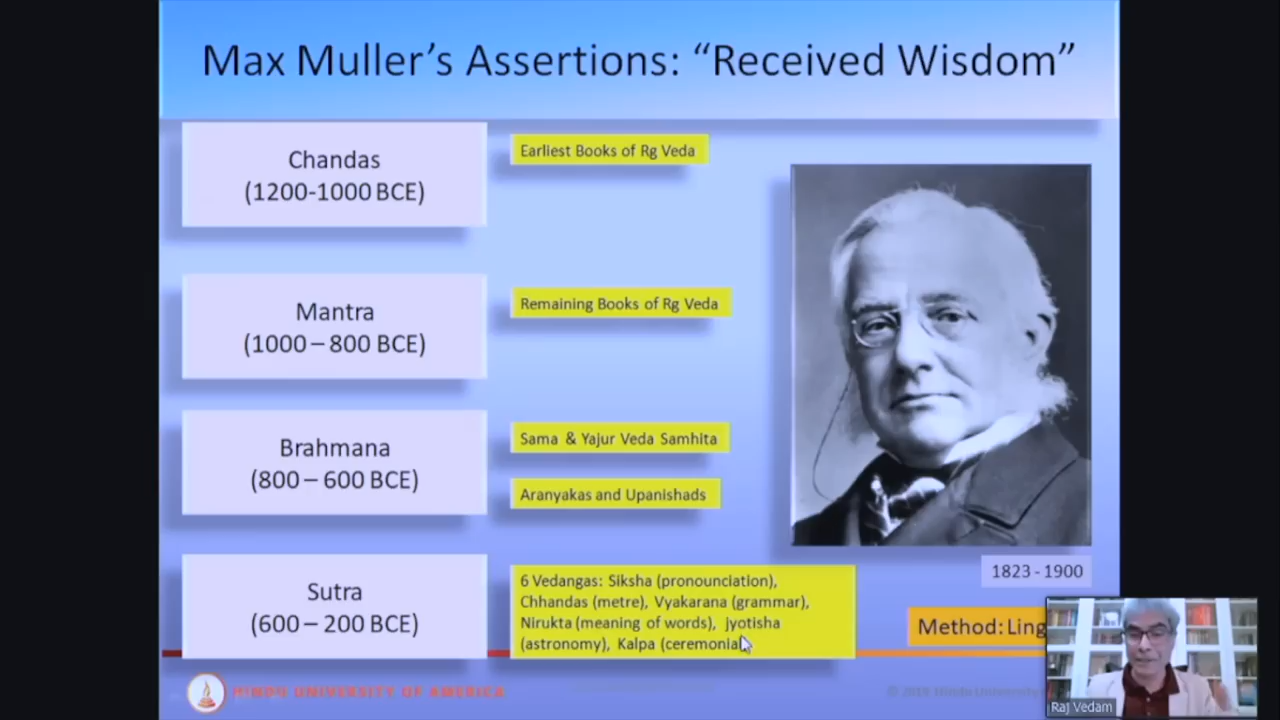 Max Muller’s Assertions: “Received Wisdom”
Chandas
(1200-1000 BCE)
Earliest Books of Rg Veda
Mantra
(1000 – 800 BCE)
Remaining Books of Rg Veda
Brahmana
(800 – 600 BCE)
Sama & Yajur Veda Samhita
Aranyakas and Upanishads
Sutra
(600 – 200 BCE)
6 Vedangas: Siksha (pronounciation),
Chhandas (metre), Vyakarana (grammar),
Nirukta (meaning of words), jyotisha
(astronomy), Kalpa (ceremonial)
1823 - 1900
Method: Ling
HINDU UNIVERSITY OF AMERICA
Hindu University
Raj Vedam